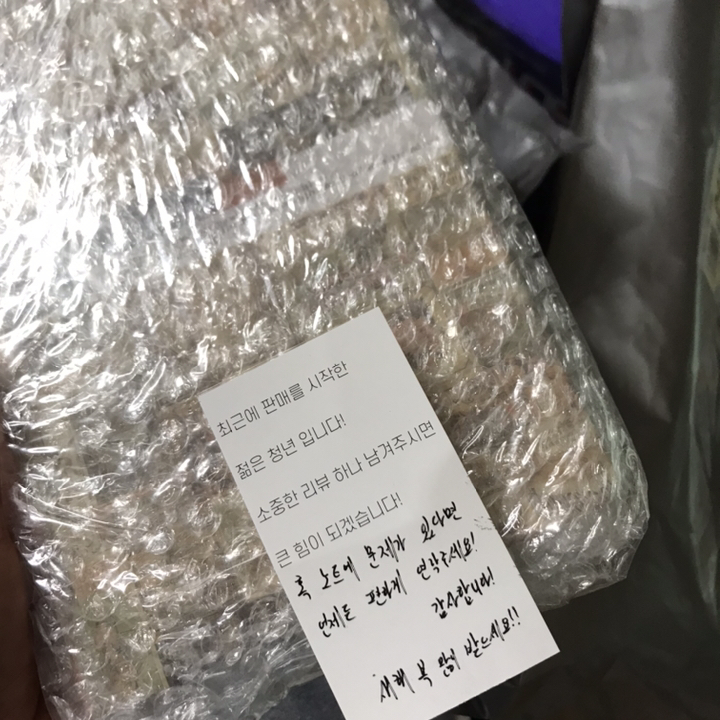 최근에 판매를 시작한
젊은 청년 입니다!
소중한 리뷰 하나 남겨주시면
큰 힘이 되겠습니다!
혹 노트에 문제가 있다면
언제든 편하게 연락주세요!
감사합니다!
새해 복 많이 받으세요!!